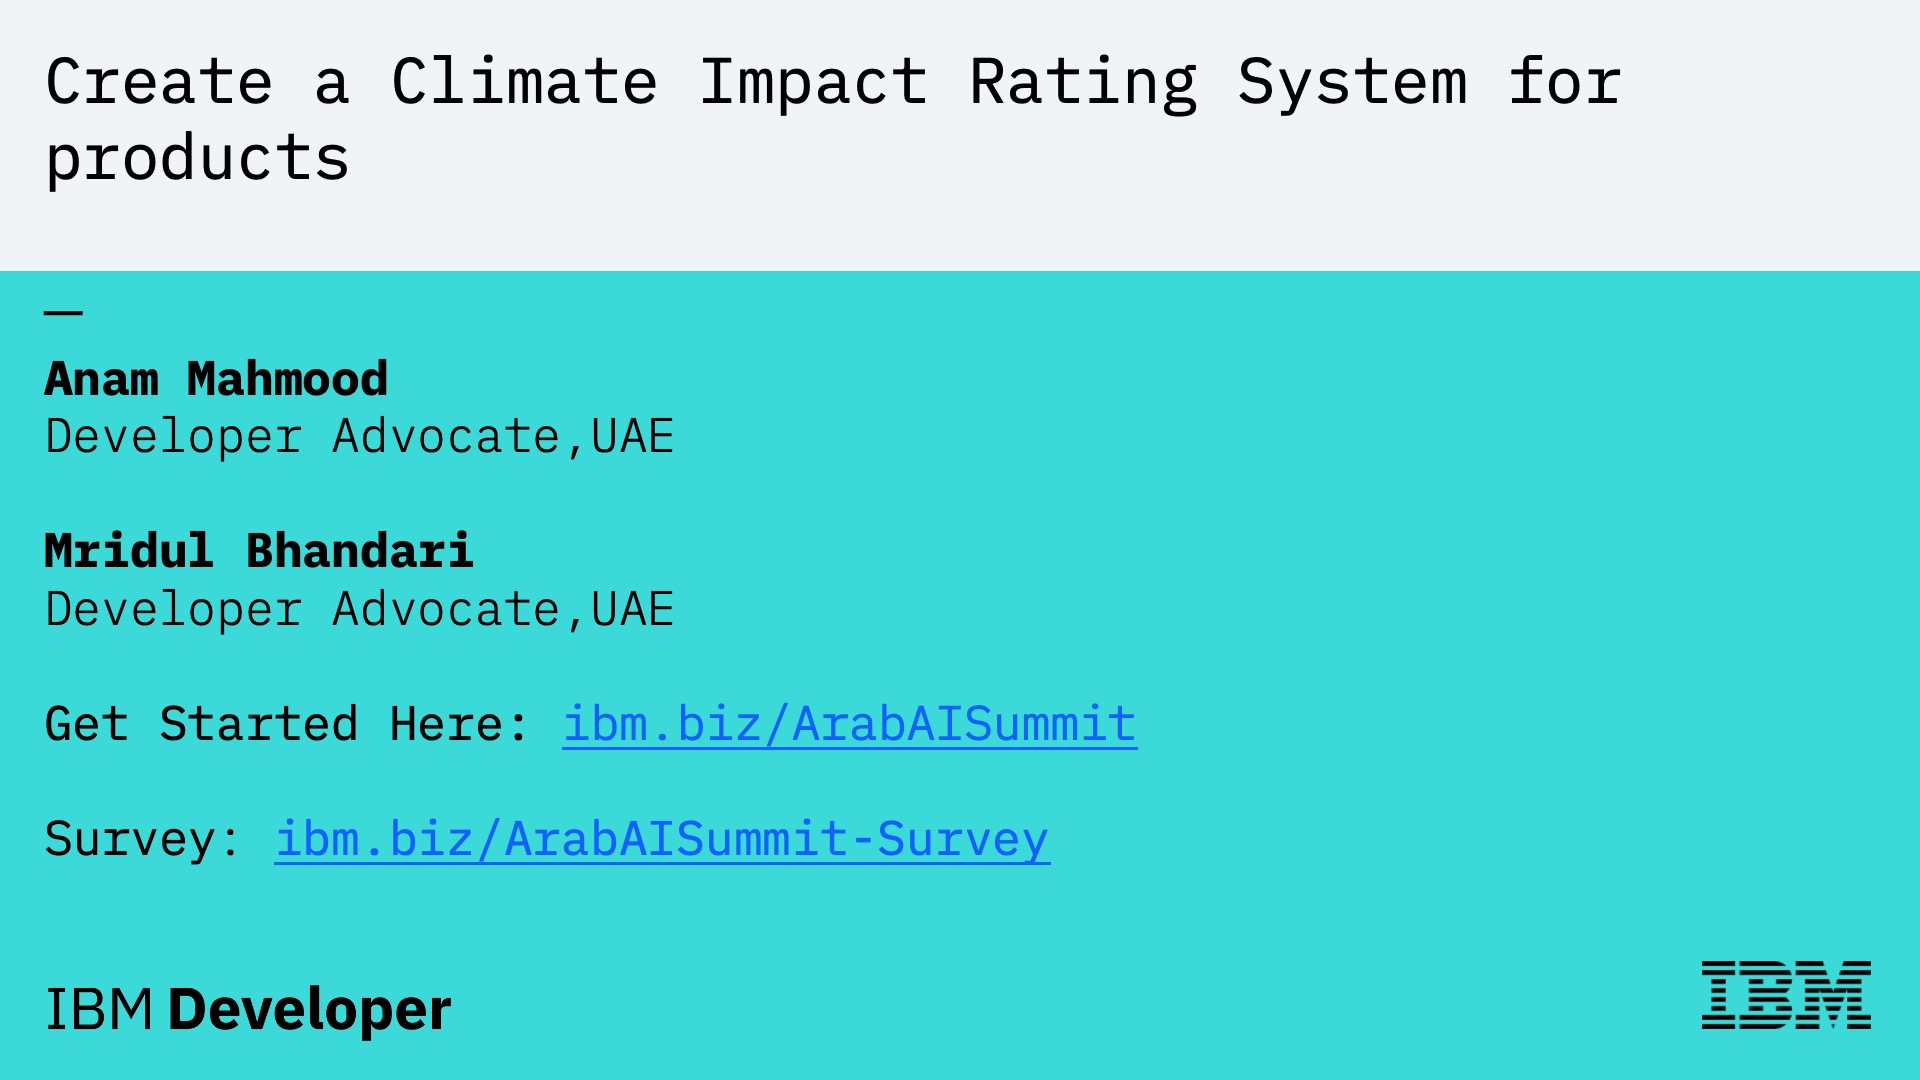 Create a Climate Impact Rating System for
products
—
Anam Mahmood
Developer Advocate,UAE
Mridul Bhandari
Developer Advocate,UAE
Get Started Here: ibm.biz/ArabAISummit
Survey: ibm.biz/ArabAISummit-Survey
IBM Developer
IBM